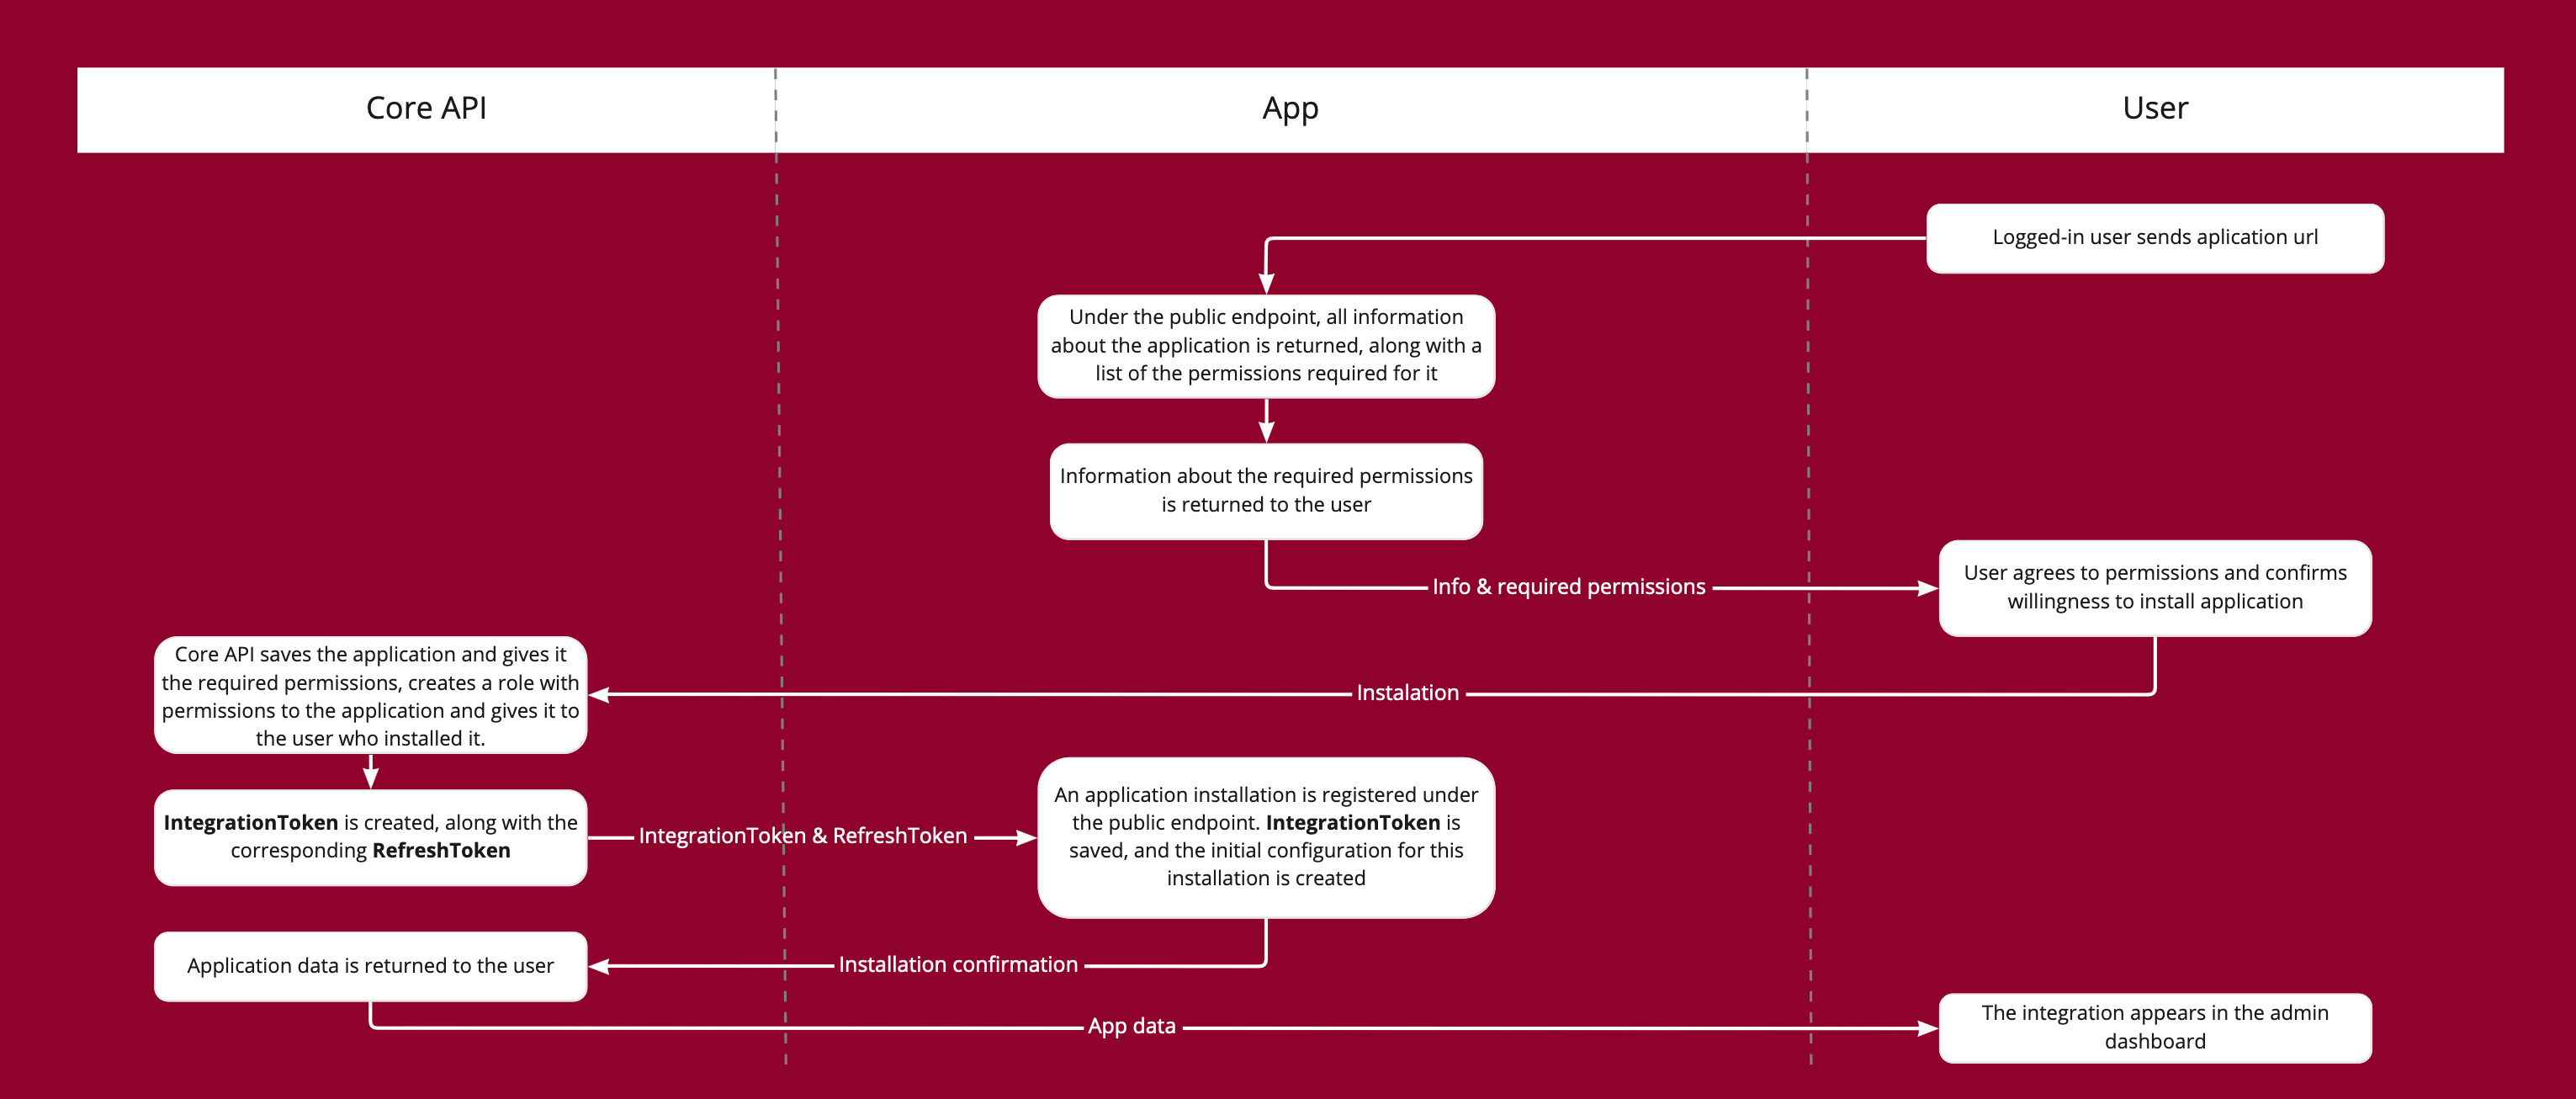 Core API
App
User
Logged-in user sends aplication url
Under the public endpoint, all information
about the application is returned, along with a
list of the permissions required for it
Information about the required permissions
is returned to the user
Info & required permissions
User agrees to permissions and confirms
willingness to install application
Instalation
Core API saves the application and gives it
the required permissions, creates a role with
permissions to the application and gives it to
the user who installed it.
IntegrationToken is created, along with the
corresponding RefreshToken
IntegrationToken & RefreshToken
An application installation is registered under
the public endpoint. IntegrationToken is
saved, and the initial configuration for this
installation is created
Installation confirmation
Application data is returned to the user
App data
The integration appears in the admin
dashboard